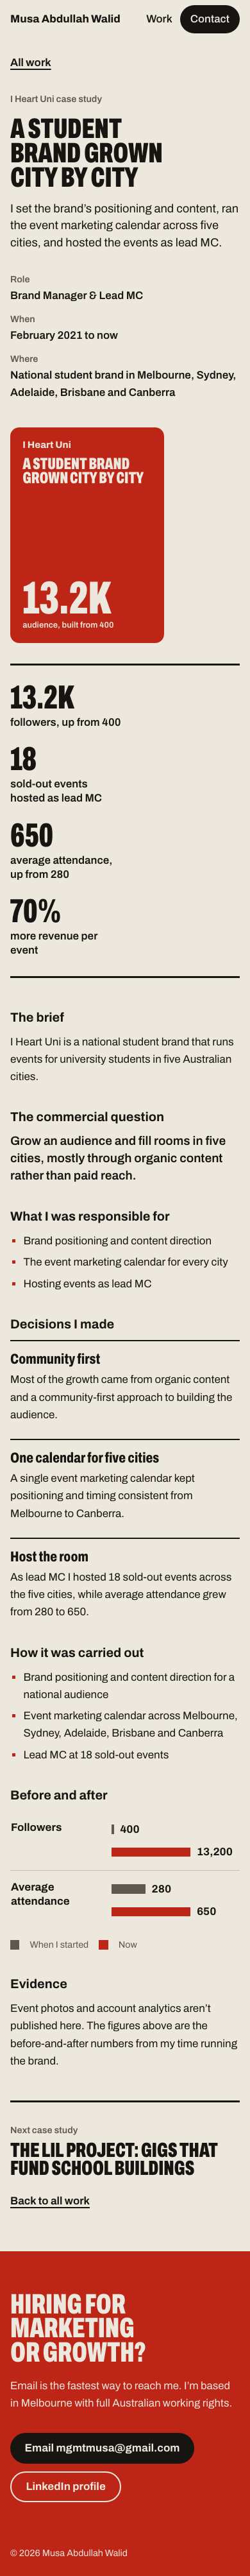 Musa Abdullah Walid
Work
Contact
All work
I Heart Uni case study
A STUDENT
BRAND GROWN
CITY BY CITY
I set the brand's positioning and content, ran
the event marketing calendar across five
cities, and hosted the events as lead MC.
Role
Brand Manager & Lead MC
When
February 2021 to now
Where
National student brand in Melbourne, Sydney,
Adelaide, Brisbane and Canberra
I Heart Uni
A STUDENT BRAND
GROWN CITY BY CITY
13.2K
audience, built from 400
13.2K
followers, up from 400
18
sold-out events
hosted as lead MC
650
average attendance,
up from 280
70%
more revenue per
event
The brief
I Heart Uni is a national student brand that runs
events for university students in five Australian
cities.
The commercial question
Grow an audience and fill rooms in five
cities, mostly through organic content
rather than paid reach.
What I was responsible for
Brand positioning and content direction
The event marketing calendar for every city
Hosting events as lead MC
Decisions I made
Community first
Most of the growth came from organic content
and a community-first approach to building the
audience.
One calendar for five cities
A single event marketing calendar kept
positioning and timing consistent from
Melbourne to Canberra.
Host the room
As lead MC I hosted 18 sold-out events across
the five cities, while average attendance grew
from 280 to 650.
How it was carried out
Brand positioning and content direction for a
national audience
Event marketing calendar across Melbourne,
Sydney, Adelaide, Brisbane and Canberra
Lead MC at 18 sold-out events
Before and after
Followers
400
13,200
Average
attendance
280
650
When I started
Now
Evidence
Event photos and account analytics aren't
published here. The figures above are the
before-and-after numbers from my time running
the brand.
Next case study
THE LIL PROJECT: GIGS THAT
FUND SCHOOL BUILDINGS
Back to all work
HIRING FOR
MARKETING
OR GROWTH?
Email is the fastest way to reach me. I'm based
in Melbourne with full Australian working rights.
Email mgmtmusa@gmail.com
LinkedIn profile
© 2026 Musa Abdullah Walid